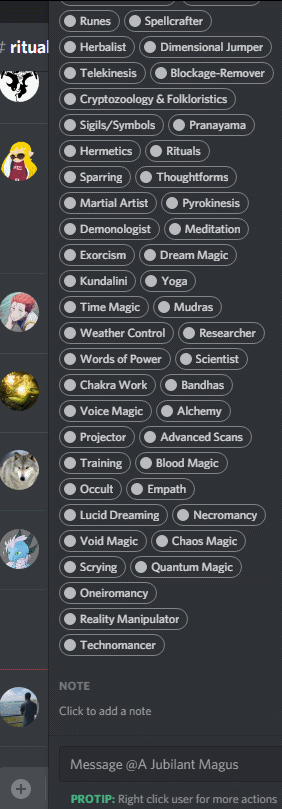 Runes Spellcrafter
# ritual Herbalist Dimensional Jumper
Telekinesis Blockage-Remover
Cryptozoology & Folkloristics
Sigils/Symbols Pranayama
Hermetics Rituals
Sparring Thoughtforms
Martial Artist Pyrokinesis
Demonologist Meditation
Exorcism Dream Magic
Kundalini Yoga
Time Magic Mudras
Weather Control Researcher
Words of Power Scientist
Chakra Work Bandhas
Voice Magic Alchemy
Projector Advanced Scans
Training Blood Magic
Occult Empath
Lucid Dreaming Necromancy
Void Magic Chaos Magic
Scrying Quantum Magic
Oneiromancy
Reality Manipulator
Technomancer
NOTE
Click to add a note
Message @A Jubilant Magus
PROTIP: Right click user for more actions